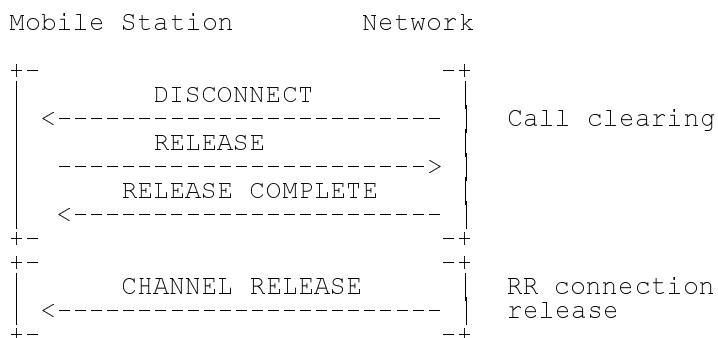 Mobile Station Network
DISCONNECT
Call clearing
RELEASE
RELEASE COMPLETE
CHANNEL RELEASE
RR connection
release